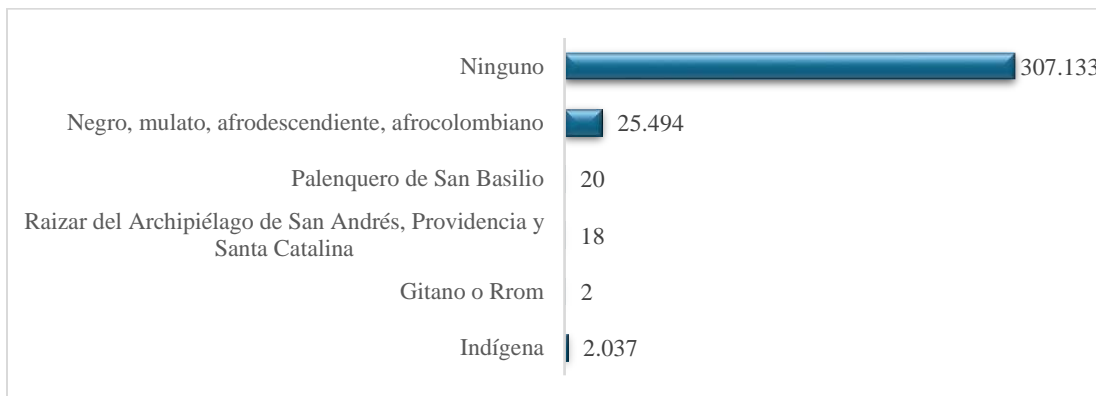 Ninguno 307.133
Negro, mulato, afrodescendiente, afrocolombiano 25.494
Palenquero de San Basilio 20
Raizar del Archipiélago de San Andrés, Providencia y
Santa Catalina 18
Gitano o Rrom 2
Indígena 2.037